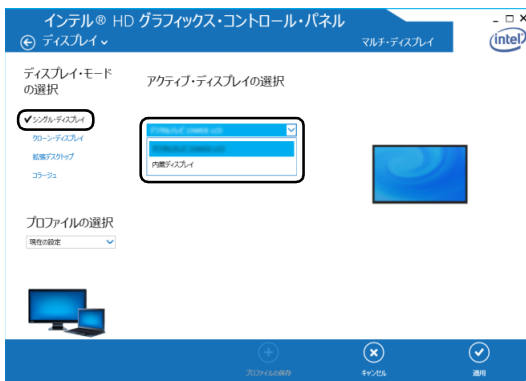 インテル® HD グラフィックス・コントロール・パネル
ディスプレイ
マルチ・ディスプレイ
intel
ディスプレイ・モード
の選択
アクティブ・ディスプレイの選択
シングル・ディスプレイ
クローン・ディスプレイ
拡張デスクトップ
コラージュ
内蔵ディスプレイ
プロファイルの選択
現在の設定
プロファイルの保存
キャンセル
適用